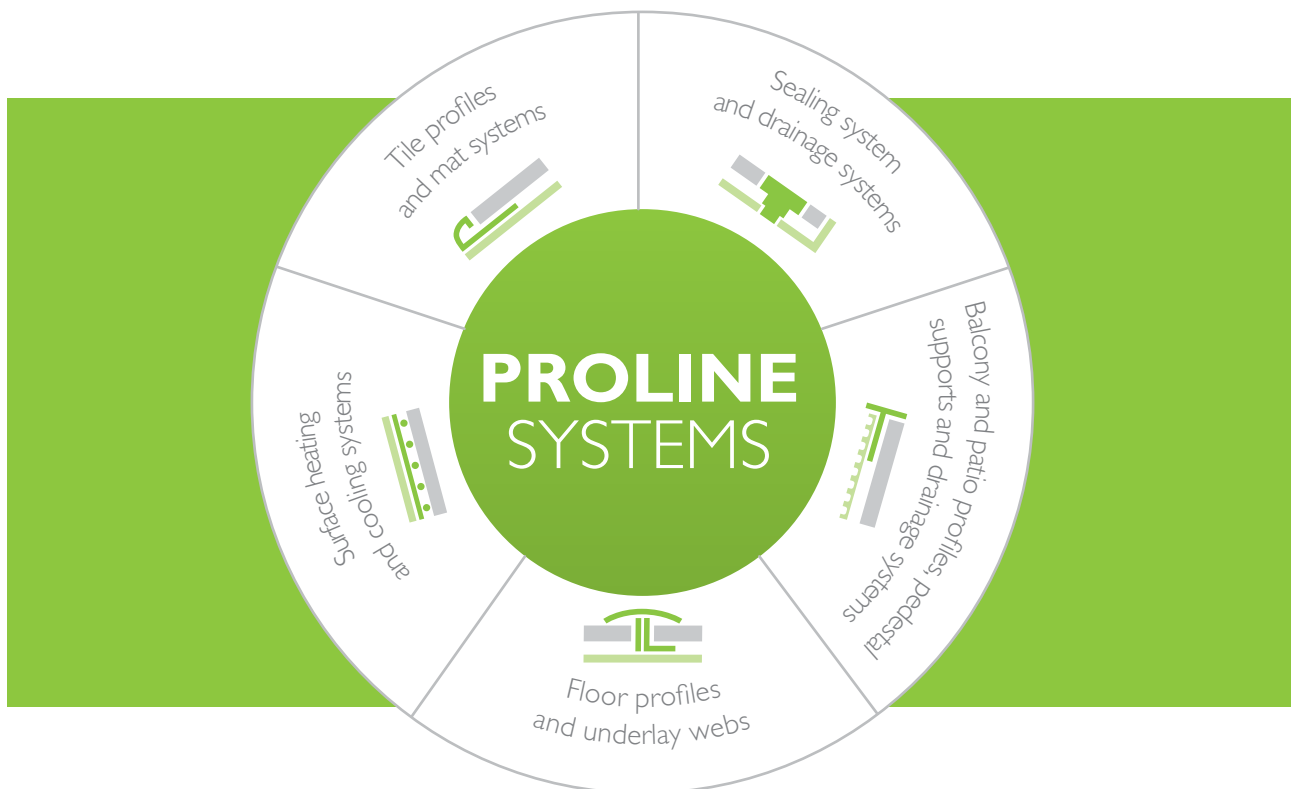 Tile profiles
and mat systems
Sealing system
and drainage systems
Balcony and patio profiles, pedestal
supports and drainage systems
Floor profiles
and underlay webs
Surface heating
and cooling systems
PROLINE
SYSTEMS